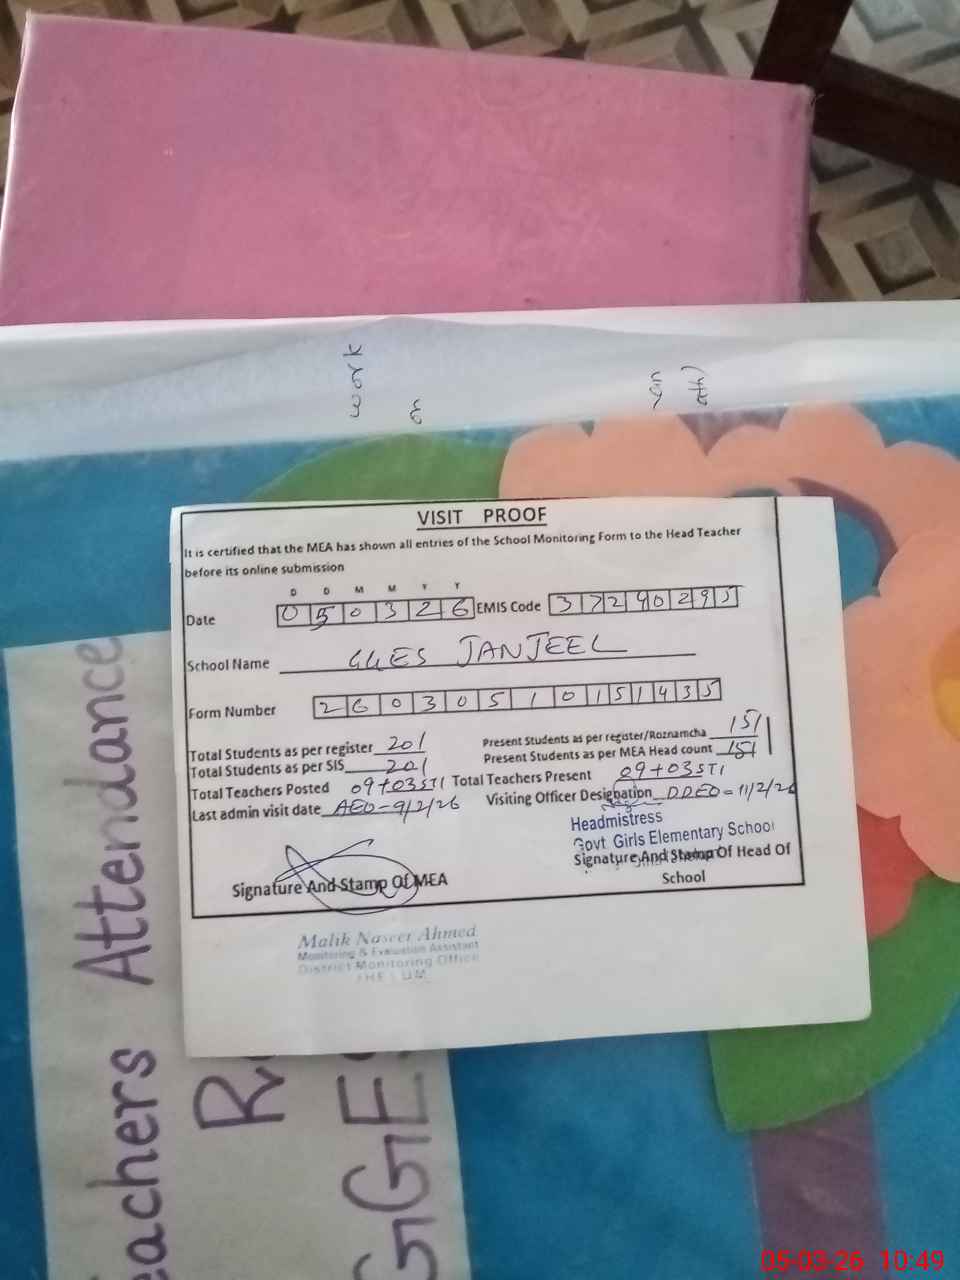 work
VISIT PROOF
It is certified that the MEA has shown all entries of the School Monitoring Form to the Head Teacher
before its online submission
D D M M Y Y
Date 0 5 0 3 2 6 EMIS Code 3 7 2 9 0 2 9 5
School Name GGES JANJEEL
Form Number 2 6 0 3 0 5 1 0 1 5 1 4 3 5
Total Students as per register 201 Present Students as per register/Roznamcha 151
Total Students as per SIS 201 Present Students as per MEA Head count 151
Total Teachers Posted 09+03STI Total Teachers Present 09+03STI
Last admin visit date AEO-9/2/26 Visiting Officer Designation DDEO-11/2/26
Headmistress
Govt Girls Elementary School
Signature And Stamp Of MEA Signature And Stamp Of Head Of
School
Malik Naseer Ahmed
Monitoring & Evaluation Assistant
District Monitoring Office
JHELUM
eachers Attendance
GGES
05-03-26 10:49